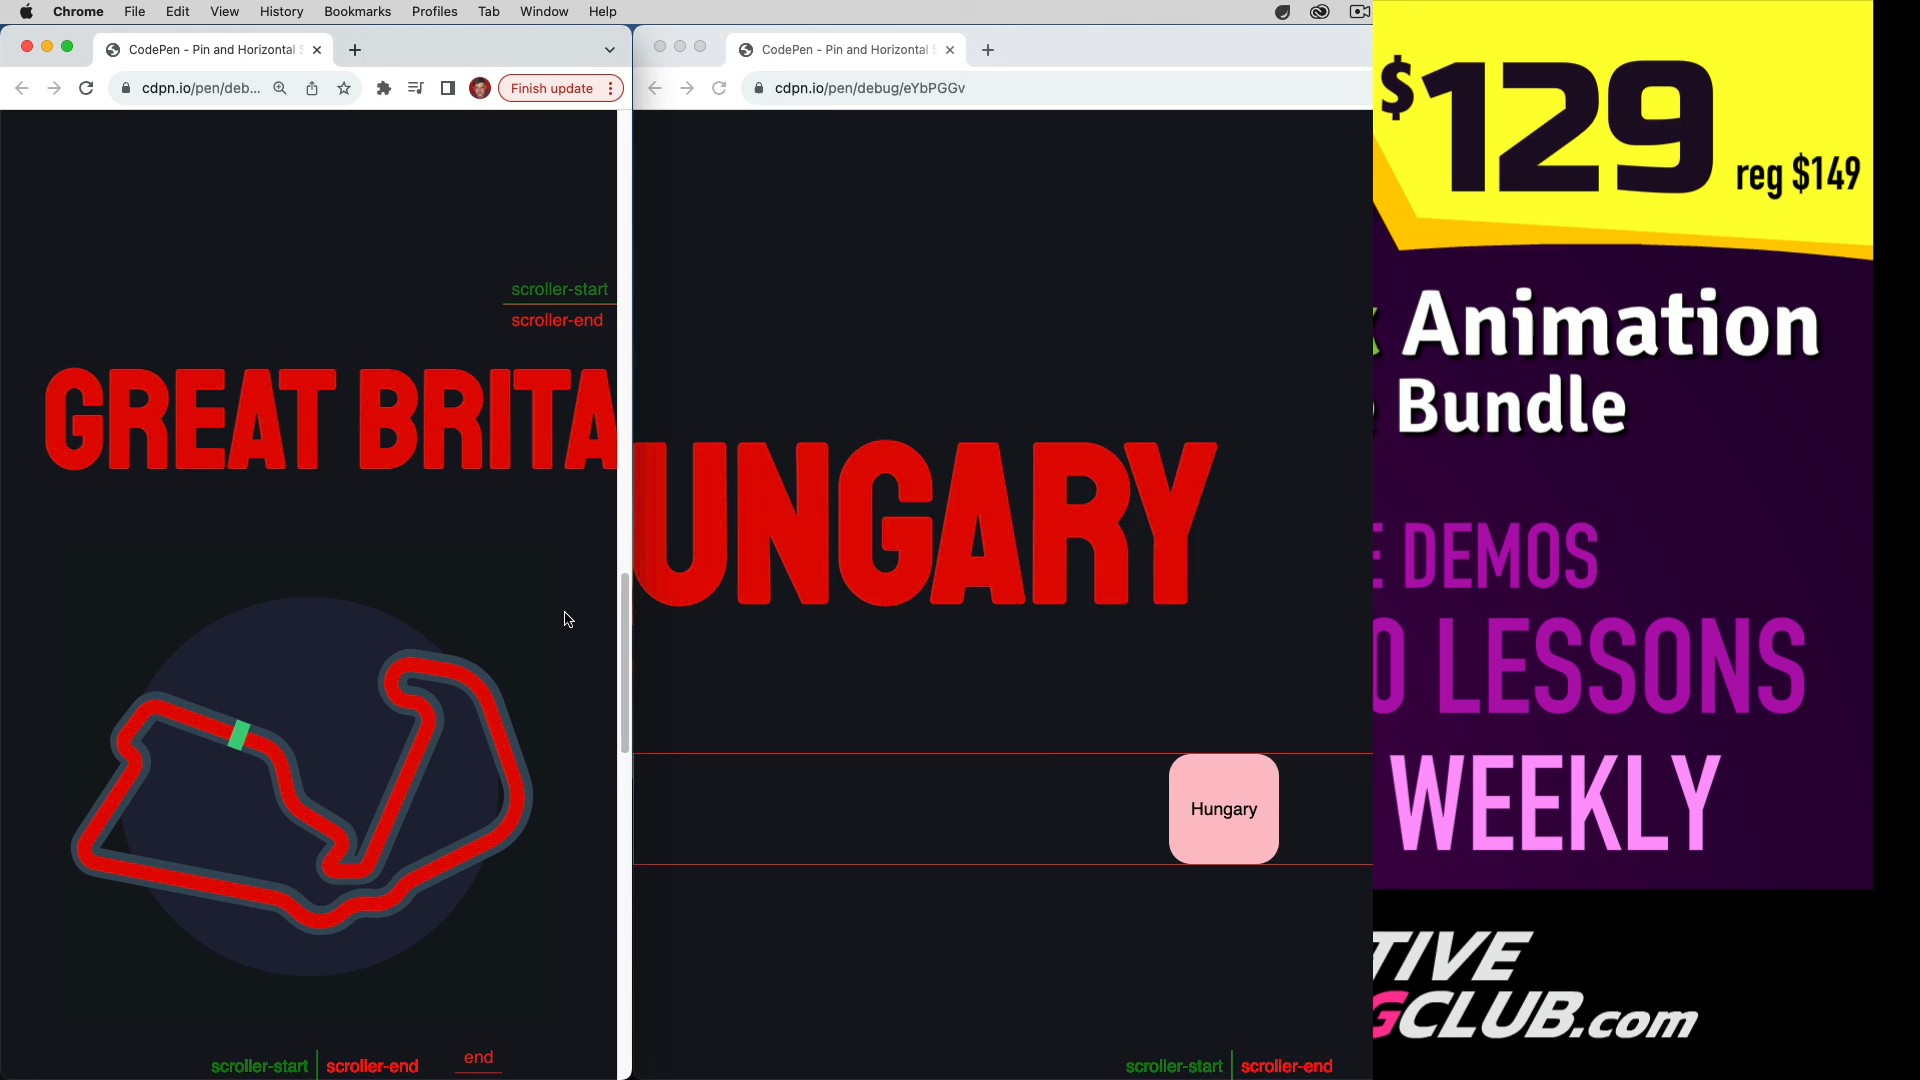 Chrome File Edit View History Bookmarks Profiles Tab Window Help
CodePen - Pin and Horizontal
CodePen - Pin and Horizontal
cdpn.io/pen/deb...
Finish update
cdpn.io/pen/debug/eYbPGGv
scroller-start
scroller-end
GREAT BRITA
scroller-start
scroller-end
end
UNGARY
Hungary
scroller-start
scroller-end
$129
reg $149
Animation
Bundle
E DEMOS
0 LESSONS
WEEKLY
TIVE
GCLUB.com